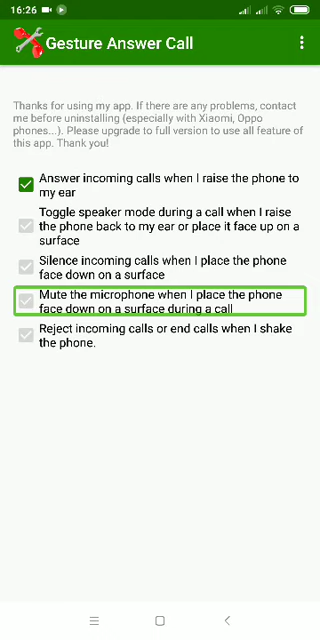 16:26
Gesture Answer Call
Thanks for using my app. If there are any problems, contact
me before uninstalling (especially with Xiaomi, Oppo
phones...). Please upgrade to full version to use all feature of
this app. Thank you!
Answer incoming calls when I raise the phone to
my ear
Toggle speaker mode during a call when I raise
the phone back to my ear or place it face up on a
surface
Silence incoming calls when I place the phone
face down on a surface
Mute the microphone when I place the phone
face down on a surface during a call
Reject incoming calls or end calls when I shake
the phone.